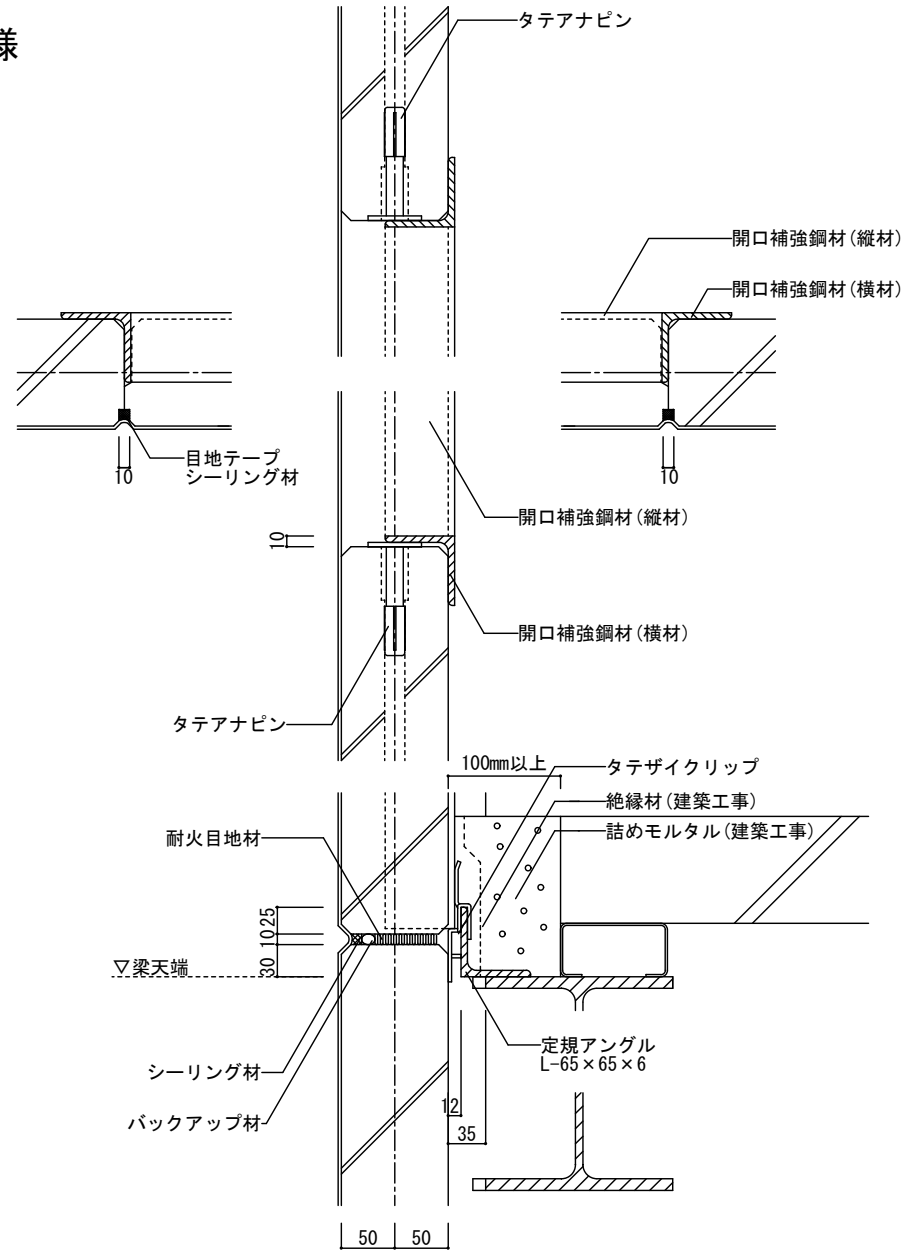 様
タテアナピン
開口補強鋼材(縦材)
開口補強鋼材(横材)
目地テープ
シーリング材
10
10
開口補強鋼材(縦材)
10
開口補強鋼材(横材)
タテアナピン
100mm以上
タテザイクリップ
絶縁材(建築工事)
詰めモルタル(建築工事)
耐火目地材
25
10
30
▽梁天端
定規アングル
L-65×65×6
シーリング材
バックアップ材
12
35
50
50